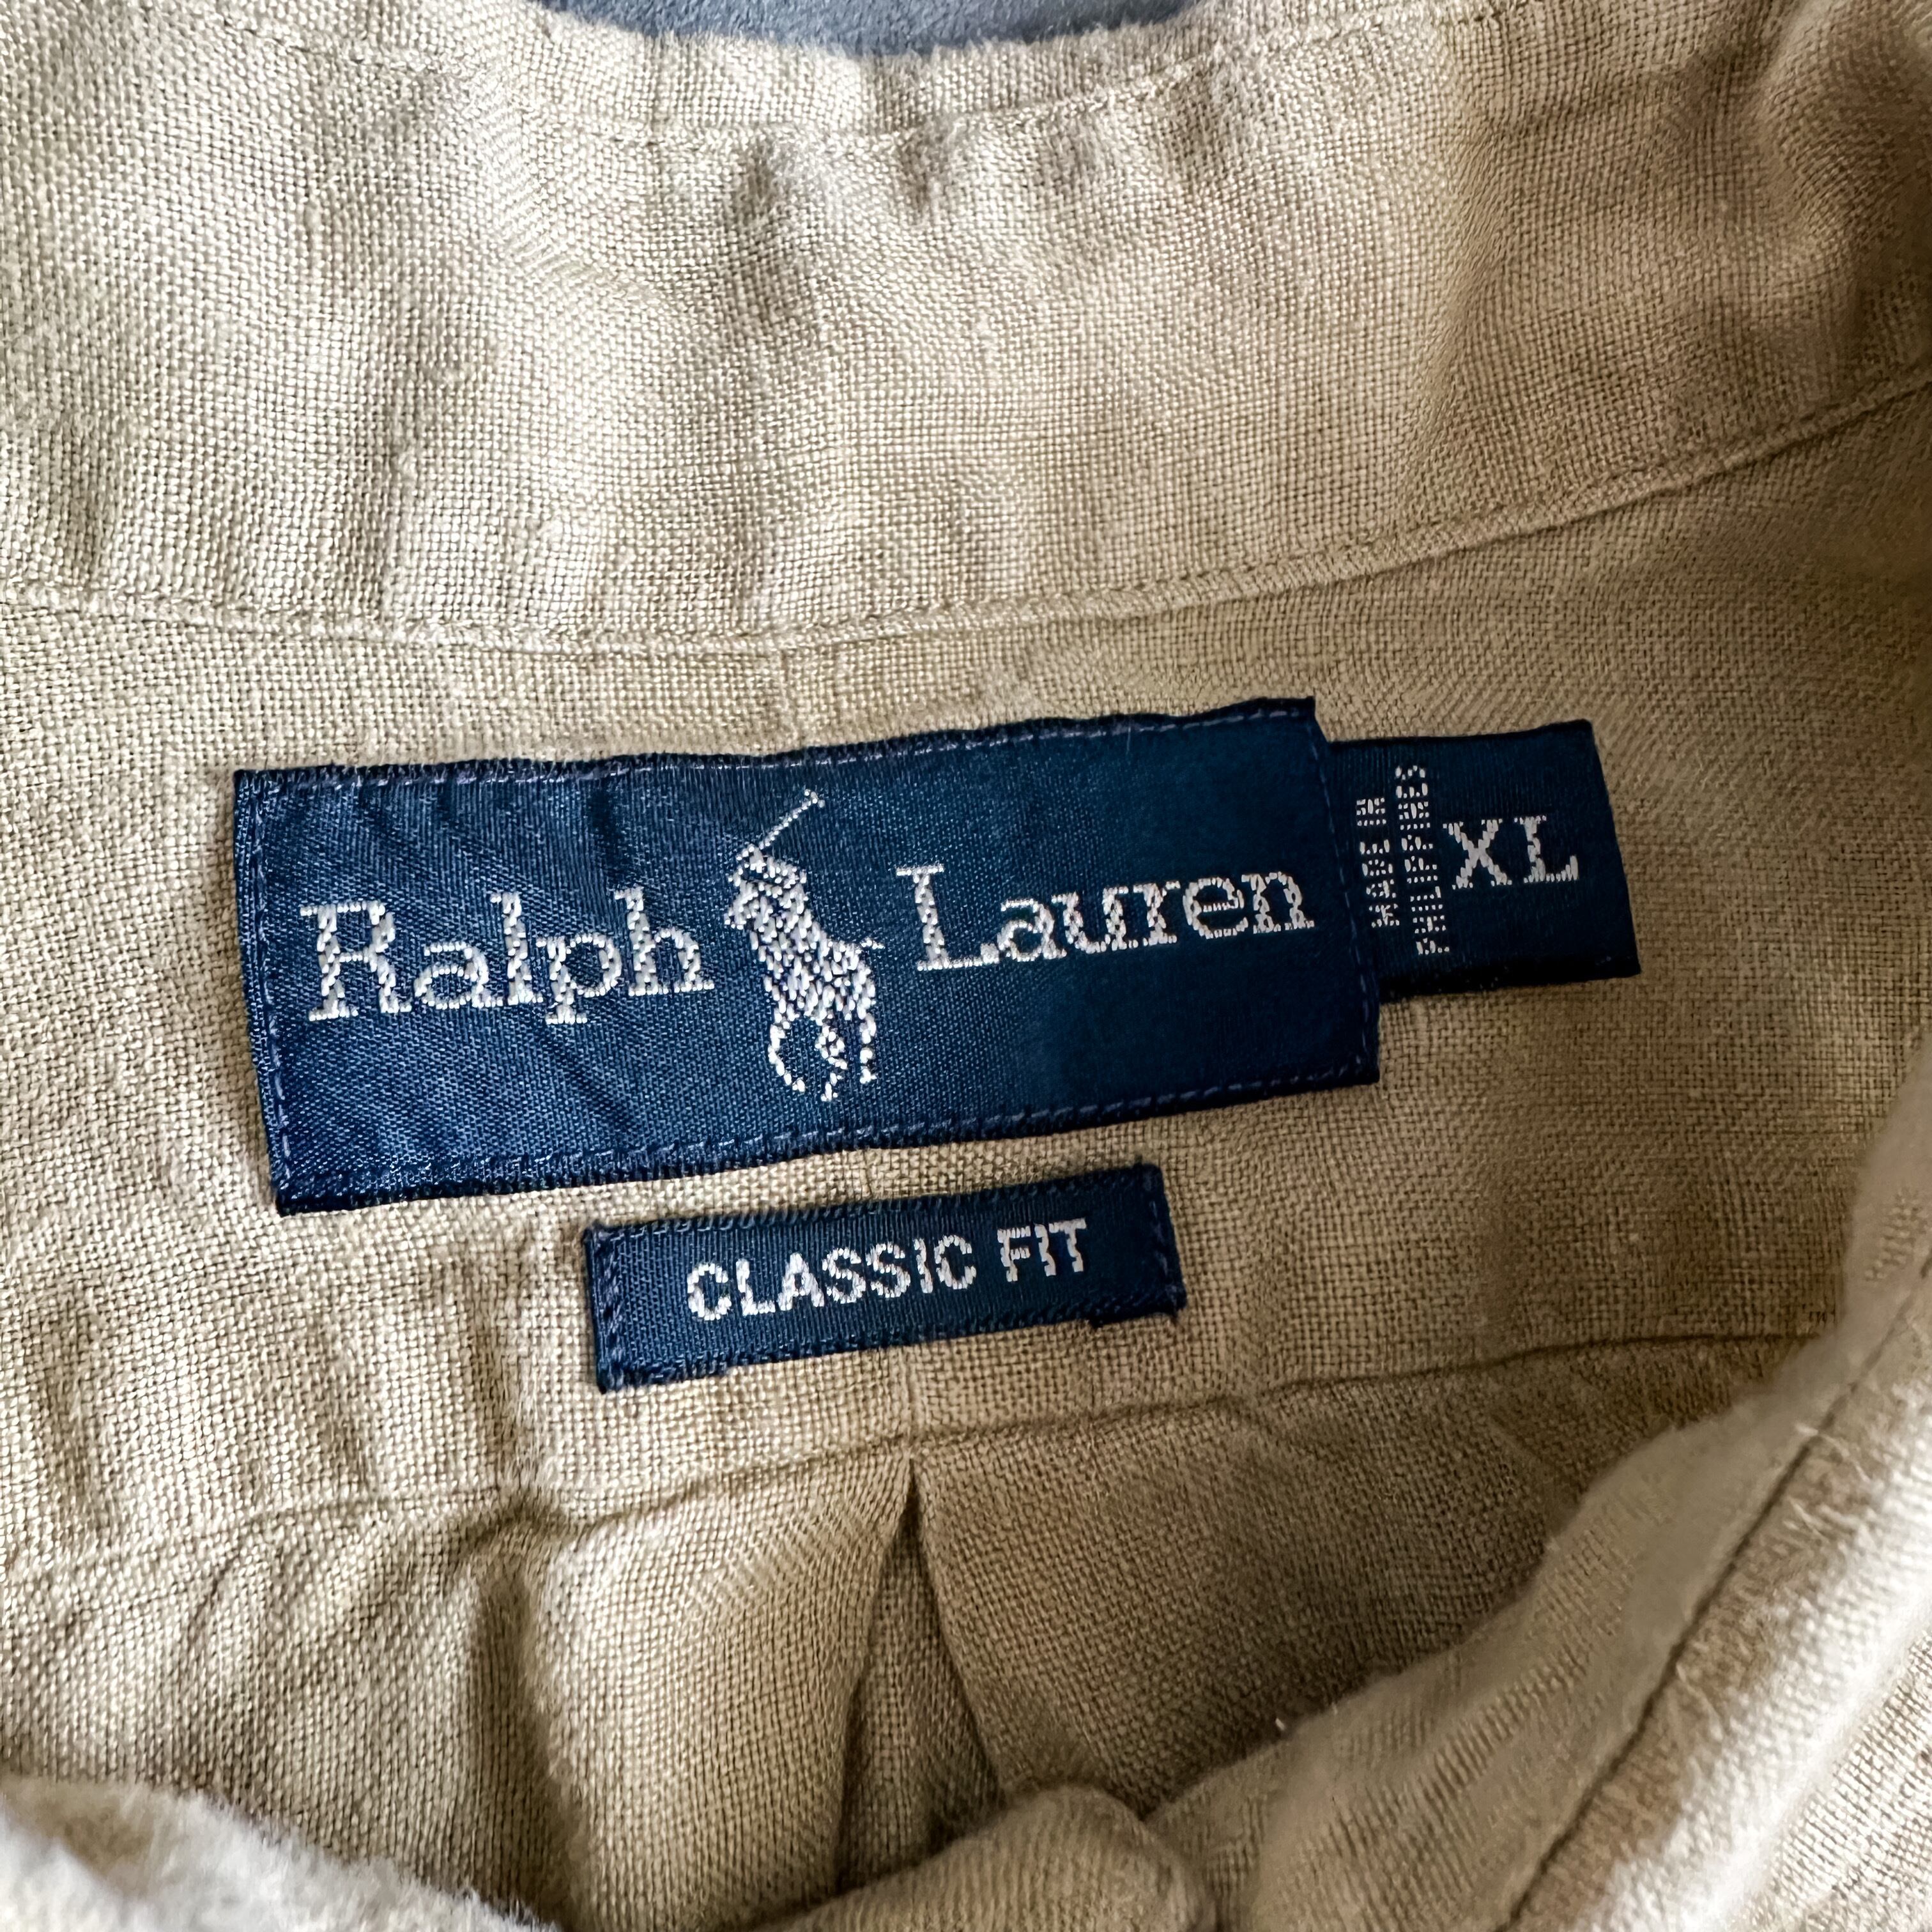 Ralph Lauren
MADE IN
PHILIPPINES
XL
CLASSIC FIT